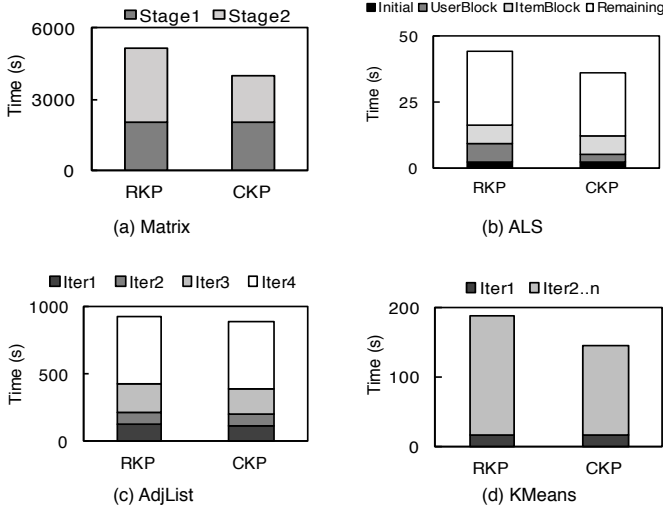 Stage1 Stage2
6000
3000
0
Time (s)
RKP CKP
(a) Matrix
Initial UserBlock ItemBlock Remaining
50
25
0
Time (s)
RKP CKP
(b) ALS
Iter1 Iter2 Iter3 Iter4
1000
500
0
Time (s)
RKP CKP
(c) AdjList
Iter1 Iter2..n
200
100
0
Time (s)
RKP CKP
(d) KMeans